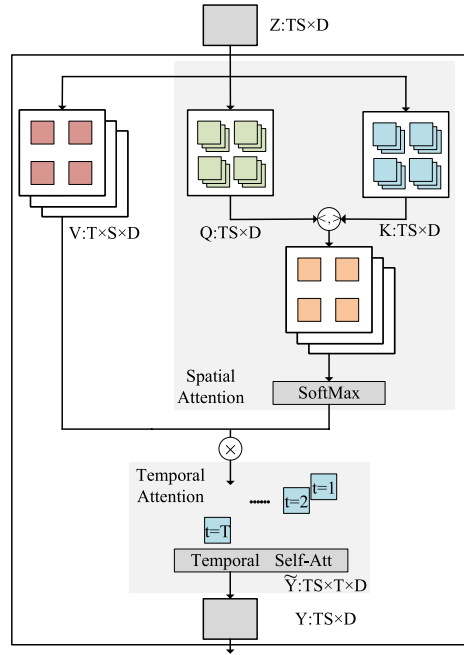 Z:TS×D
V:T×S×D
Q:TS×D
<,>
K:TS×D
Spatial
Attention
SoftMax
×
Temporal
Attention
......
t=1
t=2
t=T
Temporal Self-Att
Ỹ:TS×T×D
Y:TS×D